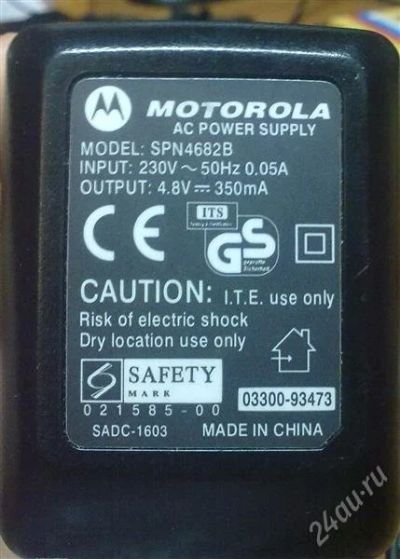 MOTOROLA
AC POWER SUPPLY
MODEL: SPN4682B
INPUT: 230V ~ 50Hz 0.05A
OUTPUT: 4.8V ⎓ 350mA
CE
ITS
GS
geprüfte
Sicherheit
CAUTION: I.T.E. use only
Risk of electric shock
Dry location use only
S SAFETY
MARK
021585-00
03300-93473
SADC-1603 MADE IN CHINA
24au.ru